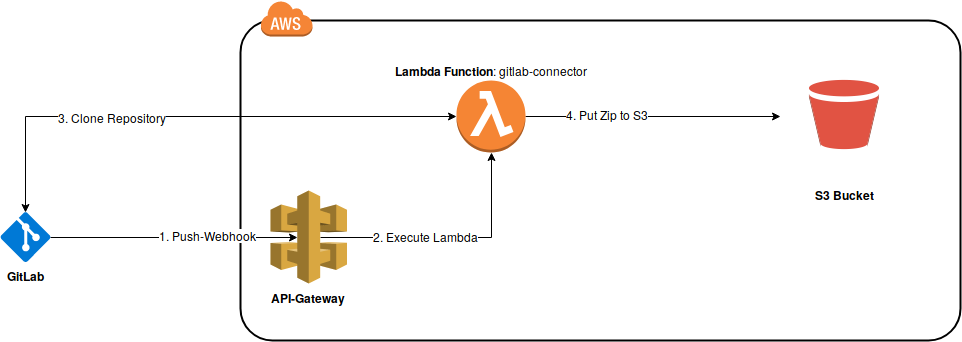 AWS
Lambda Function: gitlab-connector
3. Clone Repository
4. Put Zip to S3
S3 Bucket
1. Push-Webhook
2. Execute Lambda
GitLab
API-Gateway